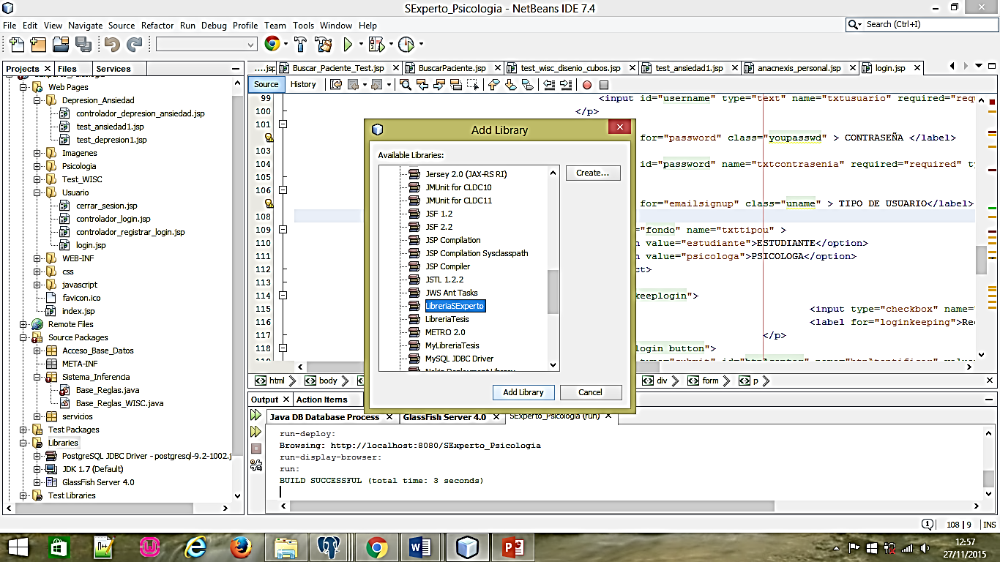 SExperto_Psicologia - NetBeans IDE 7.4
File Edit View Navigate Source Refactor Run Debug Profile Team Tools Window Help
Search (Ctrl+I)
Projects Files Services
Web Pages
Depresion_Ansiedad
controlador_depresion_ansiedad.jsp
test_ansiedad1.jsp
test_depresion1.jsp
Imagenes
Psicologia
Test_WISC
Usuario
cerrar_sesion.jsp
controlador_login.jsp
controlador_registrar_login.jsp
login.jsp
WEB-INF
css
javascript
favicon.ico
index.jsp
Remote Files
Source Packages
Acceso_Base_Datos
META-INF
Sistema_Inferencia
Base_Reglas.java
Base_Reglas_WISC.java
servicios
Test Packages
Libraries
PostgreSQL JDBC Driver - postgresql-9.2-1002.j
JDK 1.7 (Default)
GlassFish Server 4.0
Test Libraries
....jsp Buscar_Paciente_Test.jsp BuscarPaciente.jsp test_wisc_disenio_cubos.jsp test_ansiedad1.jsp anacnexis_personal.jsp login.jsp
Source History
99 <input id="username" type="text" name="txtusuario" required="req
100 </p>
101
for="password" class="youpasswd" > CONTRASEÑA </label>
103
104 id="password" name="txtcontrasenia" required="required" ty
105
106
for="emailsignup" class="uname" > TIPO DE USUARIO</label>
108
109 ="fondo" name="txttipou" >
110 n value="estudiante">ESTUDIANTE</option>
111 n value="psicologa">PSICOLOGA</option>
112 ct>
113
114 keeplogin">
115 <input type="checkbox" name=
116 <label for="loginkeeping">Re
117 </p>
118 login button">
Add Library
Available Libraries:
Create...
Jersey 2.0 (JAX-RS RI)
JMUnit for CLDC10
JMUnit for CLDC11
JSF 1.2
JSF 2.2
JSP Compilation
JSP Compilation Sysclasspath
JSP Compiler
JSTL 1.2.2
JWS Ant Tasks
LibreriaSExperto
LibreriaTesis
METRO 2.0
MyLibreriaTesis
MySQL JDBC Driver
Add Library Cancel
html body div form p
Output Action Items
Java DB Database Process GlassFish Server 4.0 SExperto_Psicologia (run)
run-deploy:
Browsing: http://localhost:8080/SExperto_Psicologia
run-display-browser:
run:
BUILD SUCCESSFUL (total time: 3 seconds)
108 | 9 INS
12:57
27/11/2015